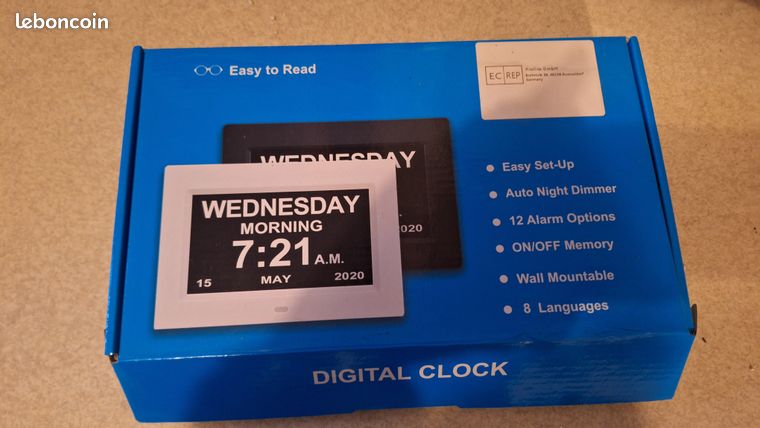 leboncoin
Easy to Read
EC REP
Germany
WEDNESDAY
2020
WEDNESDAY
MORNING
7:21 A.M.
15 MAY 2020
Easy Set-Up
Auto Night Dimmer
12 Alarm Options
ON/OFF Memory
Wall Mountable
8 Languages
DIGITAL CLOCK